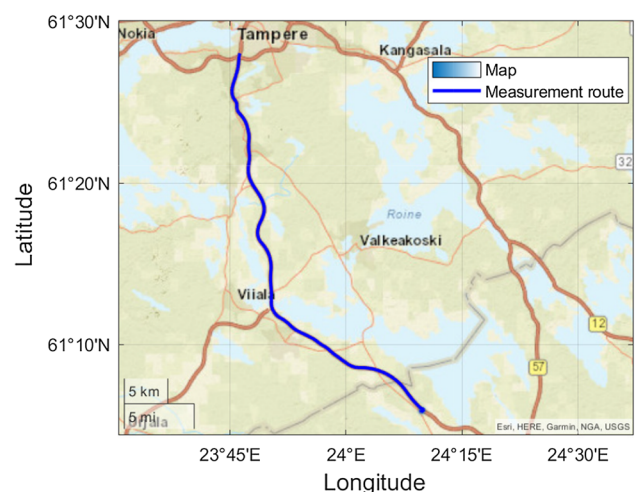 61°30'N
Nokia
Tampere
Kangasala
Map
Measurement route
32
61°20'N
Latitude
Roine
Valkeakoski
Viiala
12
61°10'N
57
5 km
5 mi
Esri, HERE, Garmin, NGA, USGS
23°45'E
24°E
24°15'E
24°30'E
Longitude